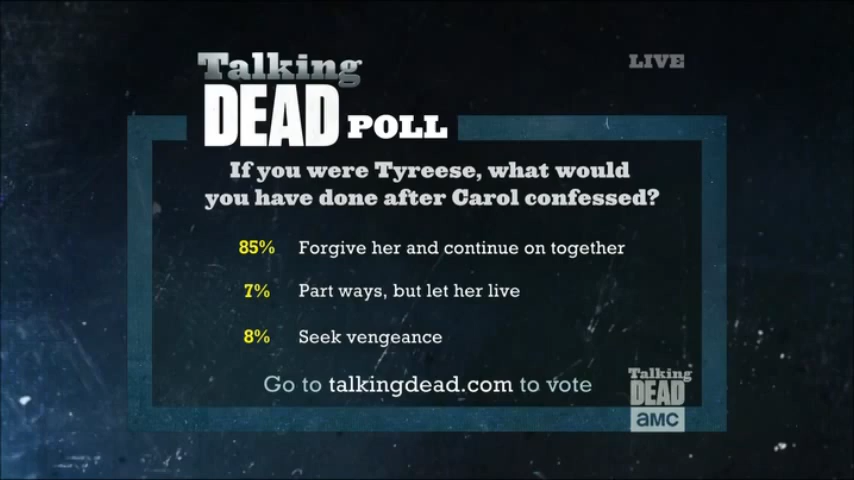 Talking
DEAD POLL
LIVE
If you were Tyreese, what would
you have done after Carol confessed?
85% Forgive her and continue on together
7% Part ways, but let her live
8% Seek vengeance
Go to talkingdead.com to vote
Talking
DEAD
amc